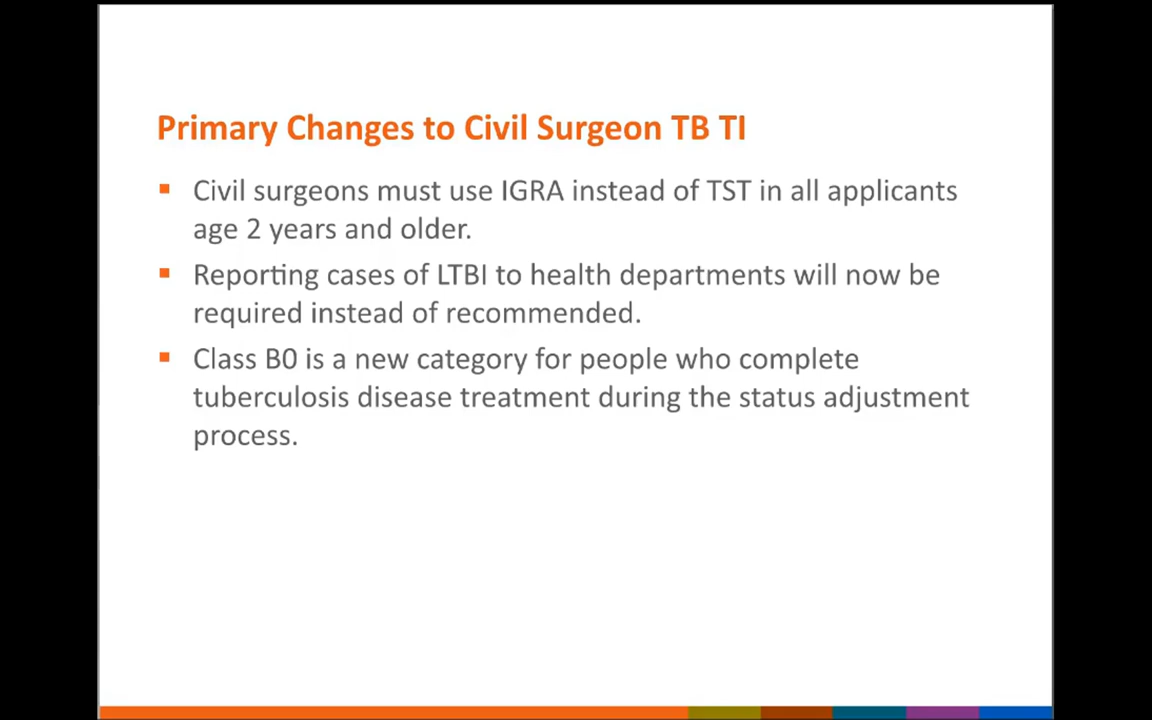 Primary Changes to Civil Surgeon TB TI
▪ Civil surgeons must use IGRA instead of TST in all applicants
age 2 years and older.
▪ Reporting cases of LTBI to health departments will now be
required instead of recommended.
▪ Class B0 is a new category for people who complete
tuberculosis disease treatment during the status adjustment
process.